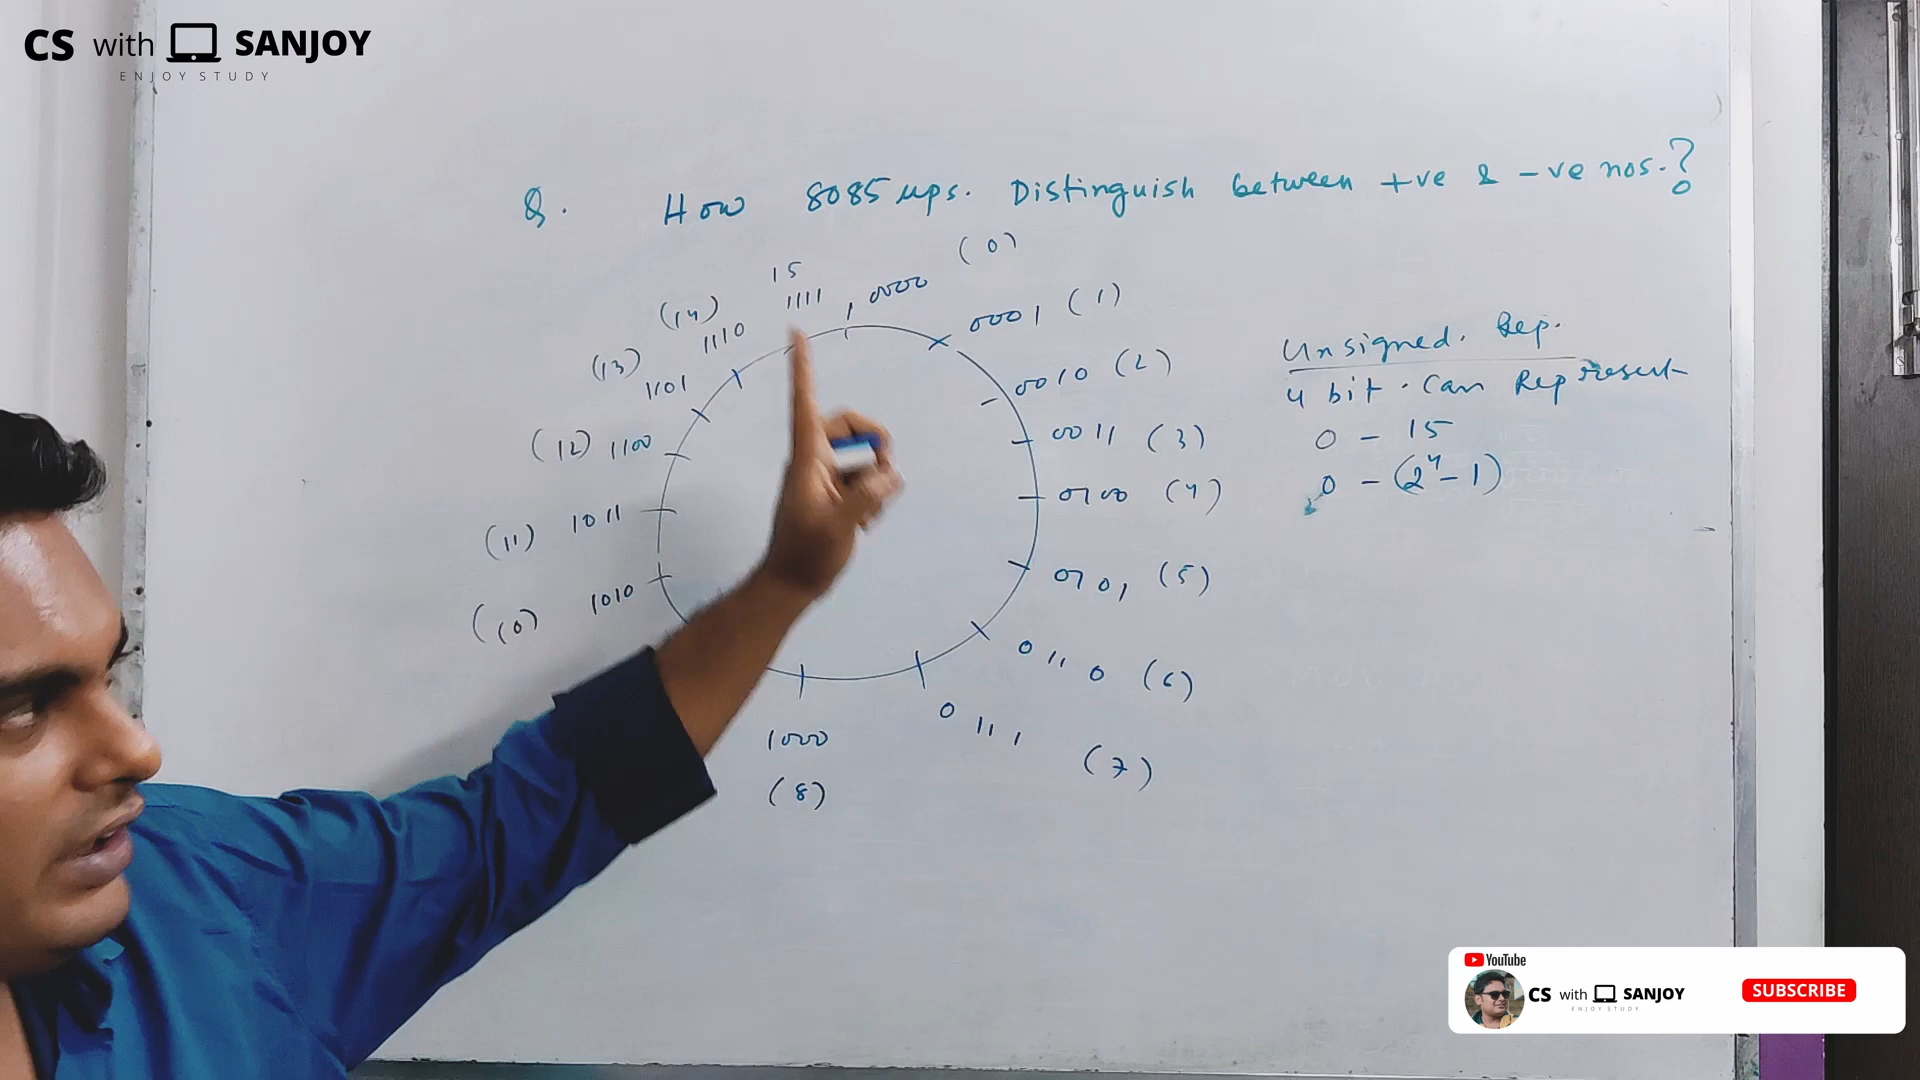 CS with SANJOY
ENJOY STUDY
Q. How 8085 ups. Distinguish between +ve & -ve nos.?
0000 (0)
0001 (1)
0010 (2)
0011 (3)
0100 (4)
0101 (5)
0110 (6)
0111 (7)
1000
(8)
(10) 1010
(11) 1011
(12) 1100
(13) 1101
(14) 1110
15
1111
Unsigned. Rep.
4 bit. Can Represent
0 - 15
0 - (2⁴ - 1)
YouTube
CS with SANJOY
ENJOY STUDY
SUBSCRIBE